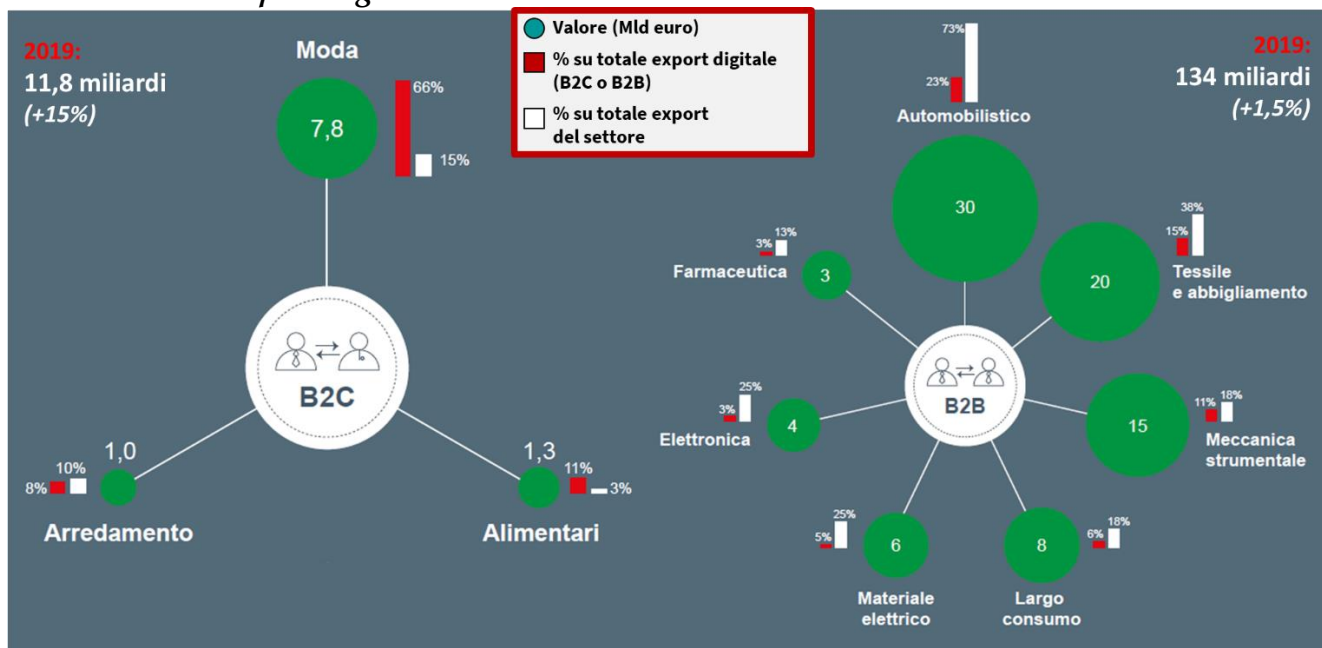 2019:
11,8 miliardi
(+15%)
Moda
7,8
66%
15%
B2C
1,0
10%
8%
Arredamento
1,3
11%
3%
Alimentari
Valore (Mld euro)
% su totale export digitale
(B2C o B2B)
% su totale export
del settore
2019:
134 miliardi
(+1,5%)
73%
23%
Automobilistico
30
38%
15%
20
Tessile
e abbigliamento
13%
3%
Farmaceutica
3
B2B
25%
3%
Elettronica
4
11%
18%
15
Meccanica
strumentale
25%
5%
6
Materiale
elettrico
8
6%
18%
Largo
consumo